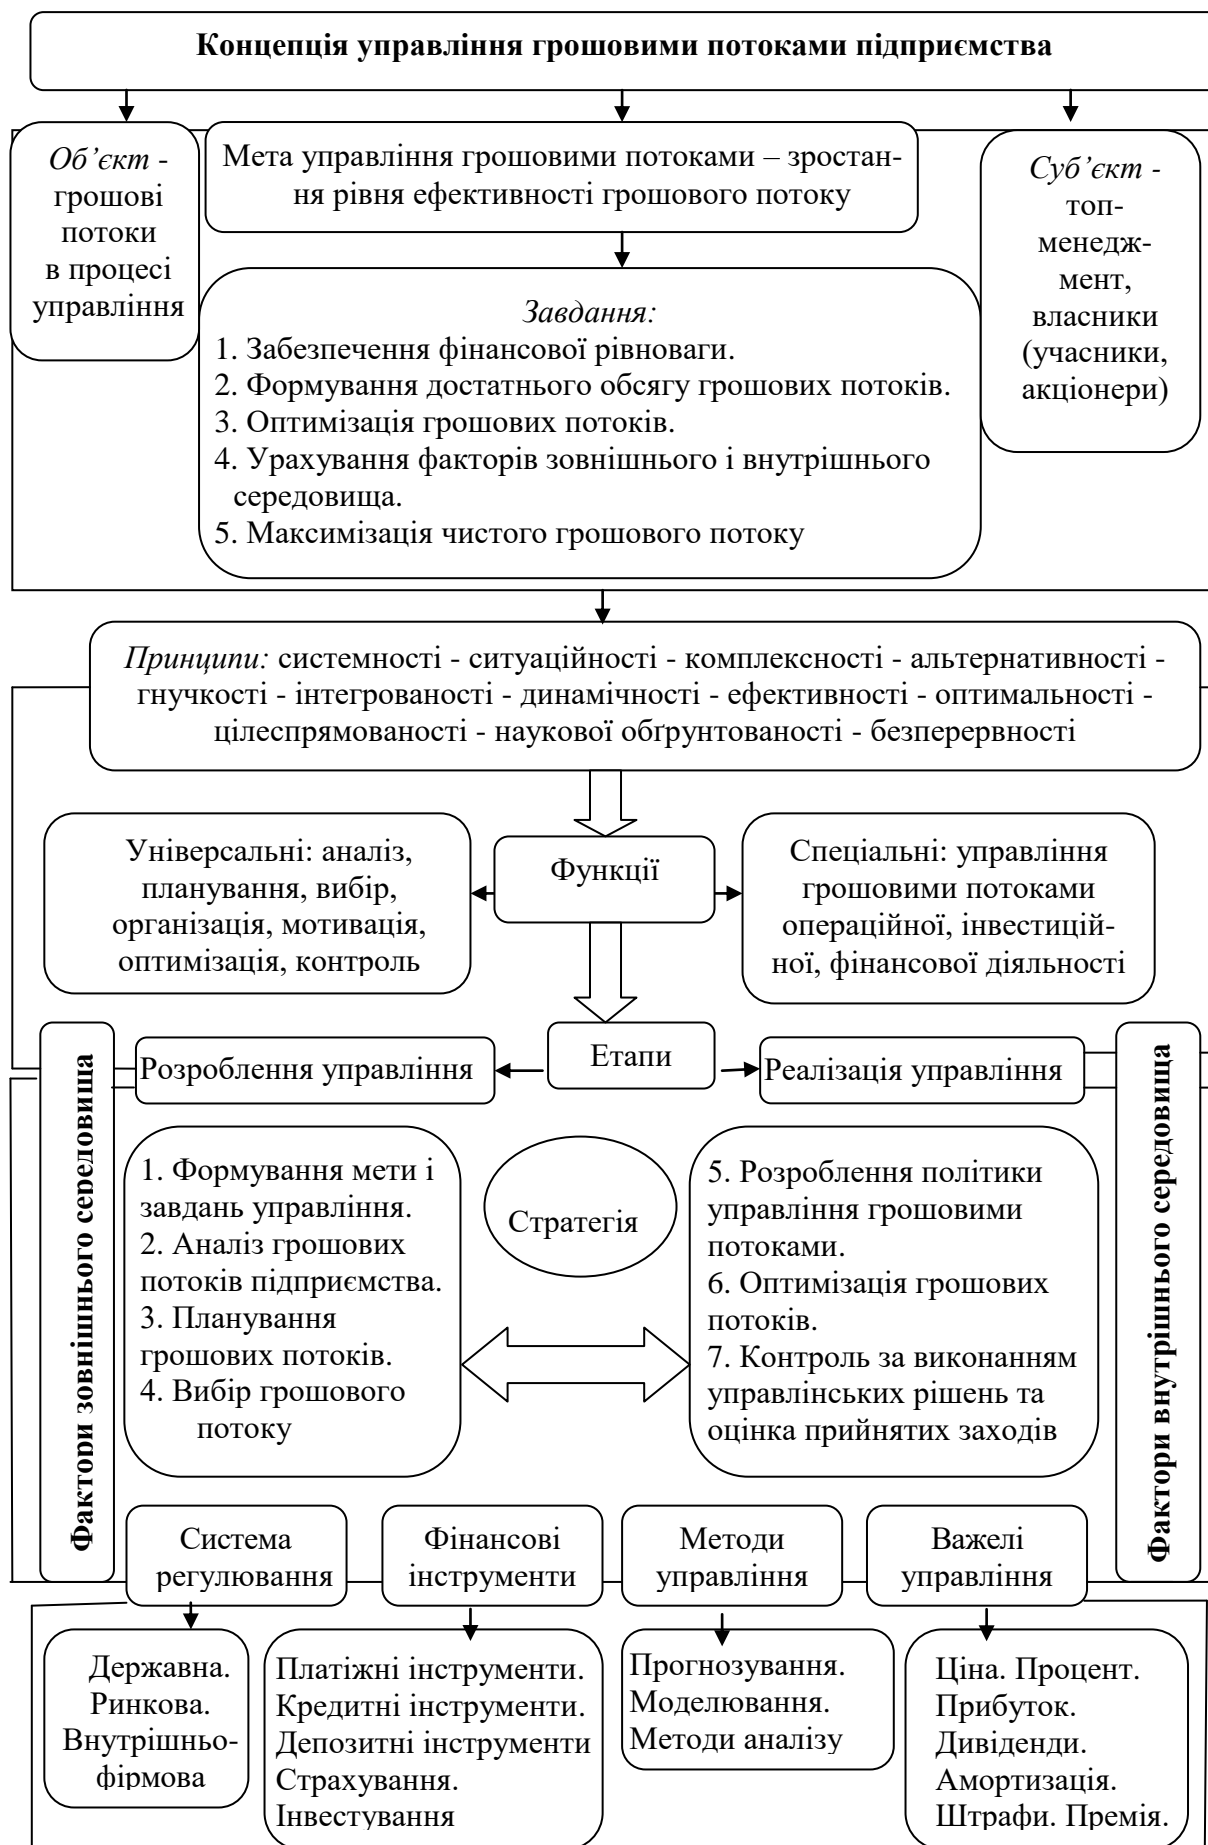 Концепція управління грошовими потоками підприємства
Об’єкт -
грошові
потоки
в процесі
управління
Мета управління грошовими потоками – зростан-
ня рівня ефективності грошового потоку
Суб’єкт -
топ-
менедж-
мент,
власники
(учасники,
акціонери)
Завдання:
1. Забезпечення фінансової рівноваги.
2. Формування достатнього обсягу грошових потоків.
3. Оптимізація грошових потоків.
4. Урахування факторів зовнішнього і внутрішнього
середовища.
5. Максимізація чистого грошового потоку
Принципи: системності - ситуаційності - комплексності - альтернативності -
гнучкості - інтегрованості - динамічності - ефективності - оптимальності -
цілеспрямованості - наукової обґрунтованості - безперервності
Універсальні: аналіз,
планування, вибір,
організація, мотивація,
оптимізація, контроль
Функції
Спеціальні: управління
грошовими потоками
операційної, інвестицій-
ної, фінансової діяльності
Фактори зовнішнього середовища
Розроблення управління
Етапи
Реалізація управління
Фактори внутрішнього середовища
1. Формування мети і
завдань управління.
2. Аналіз грошових
потоків підприємства.
3. Планування
грошових потоків.
4. Вибір грошового
потоку
Стратегія
5. Розроблення політики
управління грошовими
потоками.
6. Оптимізація грошових
потоків.
7. Контроль за виконанням
управлінських рішень та
оцінка прийнятих заходів
Система
регулювання
Фінансові
інструменти
Методи
управління
Важелі
управління
Державна.
Ринкова.
Внутрішньо-
фірмова
Платіжні інструменти.
Кредитні інструменти.
Депозитні інструменти
Страхування.
Інвестування
Прогнозування.
Моделювання.
Методи аналізу
Ціна. Процент.
Прибуток.
Дивіденди.
Амортизація.
Штрафи. Премія.